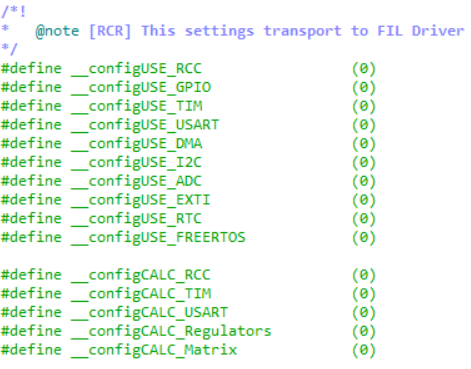 /*!
*   @note [RCR] This settings transport to FIL Driver
*/
#define __configUSE_RCC (0)
#define __configUSE_GPIO (0)
#define __configUSE_TIM (0)
#define __configUSE_USART (0)
#define __configUSE_DMA (0)
#define __configUSE_I2C (0)
#define __configUSE_ADC (0)
#define __configUSE_EXTI (0)
#define __configUSE_RTC (0)
#define __configUSE_FREERTOS (0)
#define __configCALC_RCC (0)
#define __configCALC_TIM (0)
#define __configCALC_USART (0)
#define __configCALC_Regulators (0)
#define __configCALC_Matrix (0)